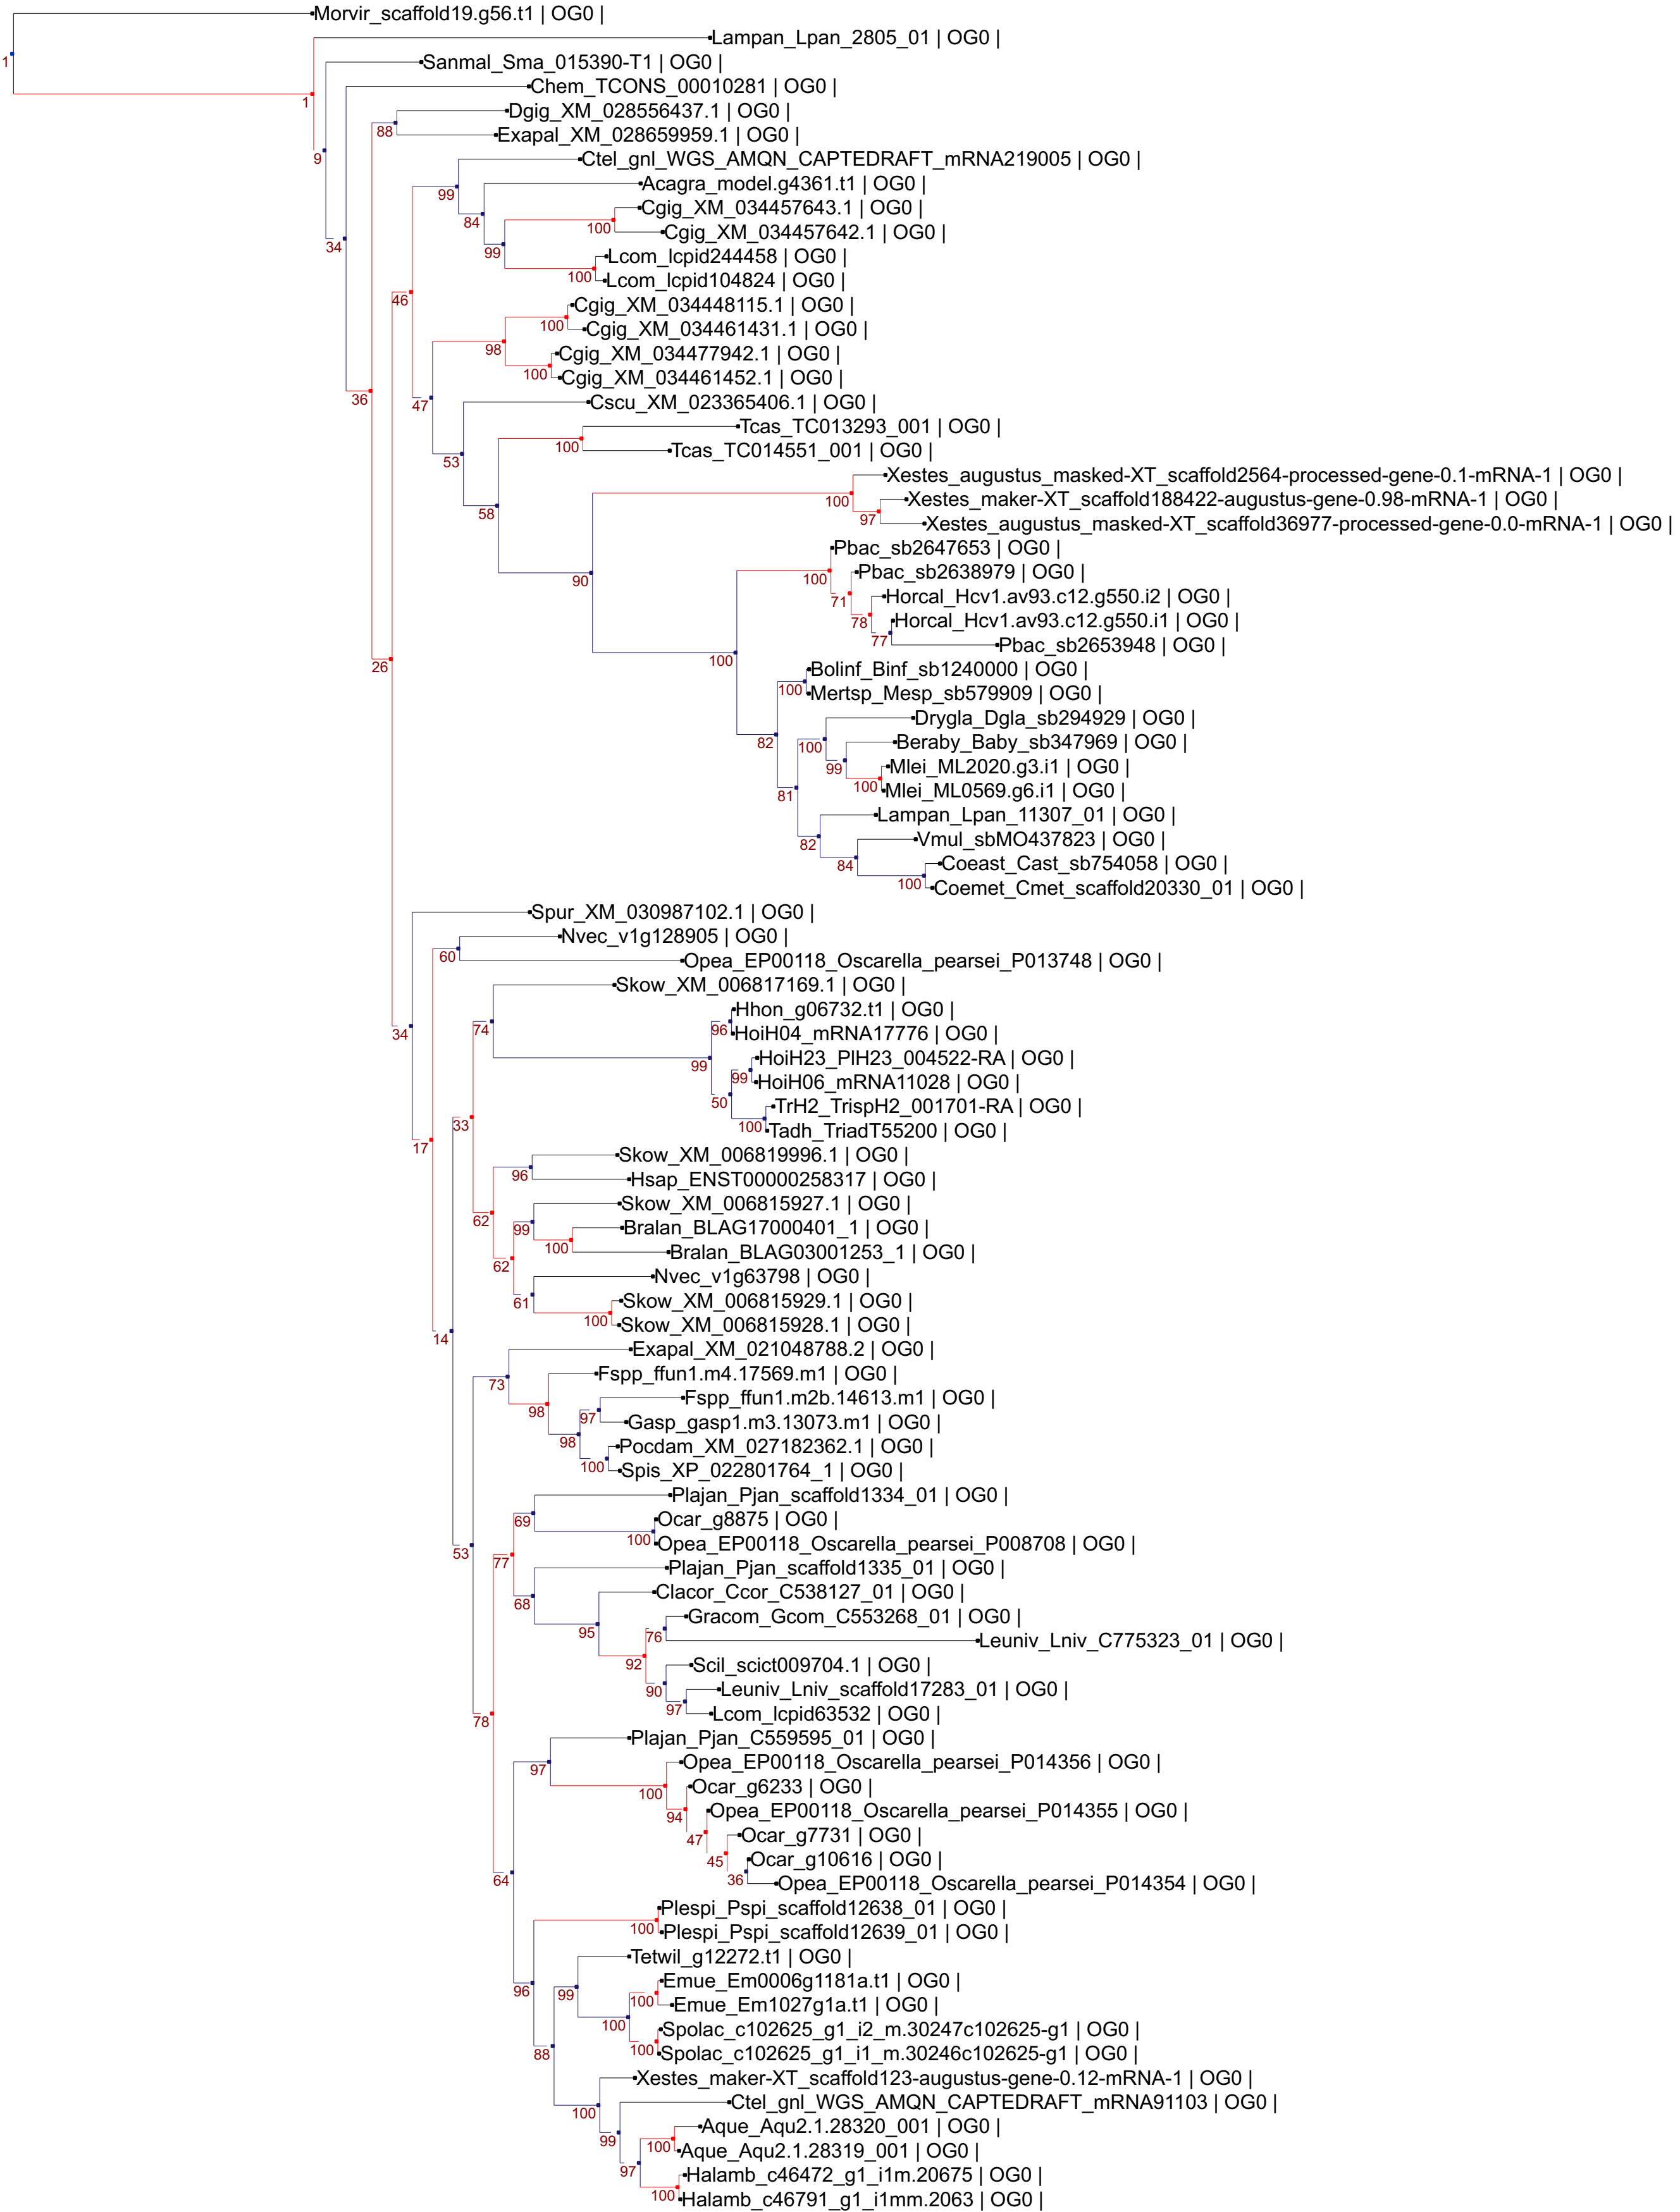 Morvir_scaffold19.g56.t1 | OG0 |
Lampan_Lpan_2805_01 | OG0 |
1
Sanmal_Sma_015390-T1 | OG0 |
Chem_TCONS_00010281 | OG0 |
1
Dgig_XM_028556437.1 | OG0 |
88
Exapal_XM_028659959.1 | OG0 |
9
Ctel_gnl_WGS_AMQN_CAPTEDRAFT_mRNA219005 | OG0 |
Acagra_model.g4361.t1 | OG0 |
99
Cgig_XM_034457643.1 | OG0 |
84
100
Cgig_XM_034457642.1 | OG0 |
34
99
Lcom_lcpid244458 | OG0 |
100
Lcom_lcpid104824 | OG0 |
46
Cgig_XM_034448115.1 | OG0 |
100
Cgig_XM_034461431.1 | OG0 |
98
Cgig_XM_034477942.1 | OG0 |
100
Cgig_XM_034461452.1 | OG0 |
36
47
Cscu_XM_023365406.1 | OG0 |
Tcas_TC013293_001 | OG0 |
100
Tcas_TC014551_001 | OG0 |
53
Xestes_augustus_masked-XT_scaffold2564-processed-gene-0.1-mRNA-1 | OG0 |
100
Xestes_maker-XT_scaffold188422-augustus-gene-0.98-mRNA-1 | OG0 |
58
97
Xestes_augustus_masked-XT_scaffold36977-processed-gene-0.0-mRNA-1 | OG0 |
Pbac_sb2647653 | OG0 |
90
100
Pbac_sb2638979 | OG0 |
71
Horcal_Hcv1.av93.c12.g550.i2 | OG0 |
78
Horcal_Hcv1.av93.c12.g550.i1 | OG0 |
77
Pbac_sb2653948 | OG0 |
26
100
Bolinf_Binf_sb1240000 | OG0 |
100
Mertsp_Mesp_sb579909 | OG0 |
Drygla_Dgla_sb294929 | OG0 |
82
100
Beraby_Baby_sb347969 | OG0 |
99
Mlei_ML2020.g3.i1 | OG0 |
100
Mlei_ML0569.g6.i1 | OG0 |
81
Lampan_Lpan_11307_01 | OG0 |
82
Vmul_sbMO437823 | OG0 |
84
Coeast_Cast_sb754058 | OG0 |
100
Coemet_Cmet_scaffold20330_01 | OG0 |
Spur_XM_030987102.1 | OG0 |
Nvec_v1g128905 | OG0 |
60
Opea_EP00118_Oscarella_pearsei_P013748 | OG0 |
Skow_XM_006817169.1 | OG0 |
Hhon_g06732.t1 | OG0 |
34
74
96
HoiH04_mRNA17776 | OG0 |
HoiH23_PlH23_004522-RA | OG0 |
99
99
HoiH06_mRNA11028 | OG0 |
50
TrH2_TrispH2_001701-RA | OG0 |
33
100
Tadh_TriadT55200 | OG0 |
17
Skow_XM_006819996.1 | OG0 |
96
Hsap_ENST00000258317 | OG0 |
Skow_XM_006815927.1 | OG0 |
62
99
Bralan_BLAG17000401_1 | OG0 |
100
Bralan_BLAG03001253_1 | OG0 |
62
Nvec_v1g63798 | OG0 |
61
Skow_XM_006815929.1 | OG0 |
100
Skow_XM_006815928.1 | OG0 |
14
Exapal_XM_021048788.2 | OG0 |
Fspp_ffun1.m4.17569.m1 | OG0 |
73
Fspp_ffun1.m2b.14613.m1 | OG0 |
98
97
Gasp_gasp1.m3.13073.m1 | OG0 |
98
Pocdam_XM_027182362.1 | OG0 |
100
Spis_XP_022801764_1 | OG0 |
Plajan_Pjan_scaffold1334_01 | OG0 |
69
Ocar_g8875 | OG0 |
100
Opea_EP00118_Oscarella_pearsei_P008708 | OG0 |
53
77
Plajan_Pjan_scaffold1335_01 | OG0 |
Clacor_Ccor_C538127_01 | OG0 |
68
Gracom_Gcom_C553268_01 | OG0 |
95
76
Leuniv_Lniv_C775323_01 | OG0 |
92
Scil_scict009704.1 | OG0 |
90
Leuniv_Lniv_scaffold17283_01 | OG0 |
97
Lcom_lcpid63532 | OG0 |
78
Plajan_Pjan_C559595_01 | OG0 |
Opea_EP00118_Oscarella_pearsei_P014356 | OG0 |
97
Ocar_g6233 | OG0 |
100
Opea_EP00118_Oscarella_pearsei_P014355 | OG0 |
94
Ocar_g7731 | OG0 |
47
Ocar_g10616 | OG0 |
45
Opea_EP00118_Oscarella_pearsei_P014354 | OG0 |
64
36
Plespi_Pspi_scaffold12638_01 | OG0 |
100
Plespi_Pspi_scaffold12639_01 | OG0 |
Tetwil_g12272.t1 | OG0 |
Emue_Em0006g1181a.t1 | OG0 |
96
99
100
Emue_Em1027g1a.t1 | OG0 |
100
Spolac_c102625_g1_i2_m.30247c102625-g1 | OG0 |
100
Spolac_c102625_g1_i1_m.30246c102625-g1 | OG0 |
88
Xestes_maker-XT_scaffold123-augustus-gene-0.12-mRNA-1 | OG0 |
Ctel_gnl_WGS_AMQN_CAPTEDRAFT_mRNA91103 | OG0 |
100
Aque_Aqu2.1.28320_001 | OG0 |
99
100
Aque_Aqu2.1.28319_001 | OG0 |
97
Halamb_c46472_g1_i1m.20675 | OG0 |
100
Halamb_c46791_g1_i1mm.2063 | OG0 |